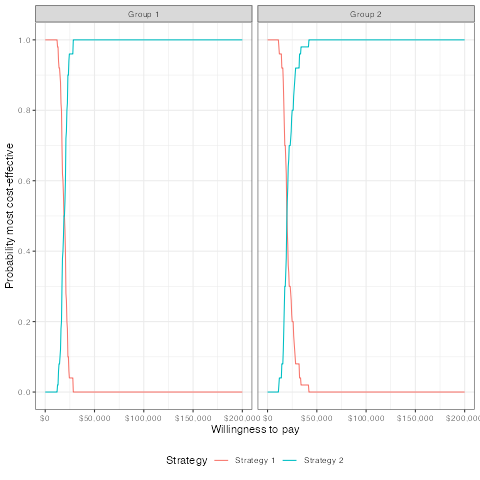 Group 1
Group 2
Probability most cost-effective
1.0
0.8
0.6
0.4
0.2
0.0
$0
$50,000
$100,000
$150,000
$200,000
$0
$50,000
$100,000
$150,000
$200,000
Willingness to pay
Strategy
Strategy 1
Strategy 2